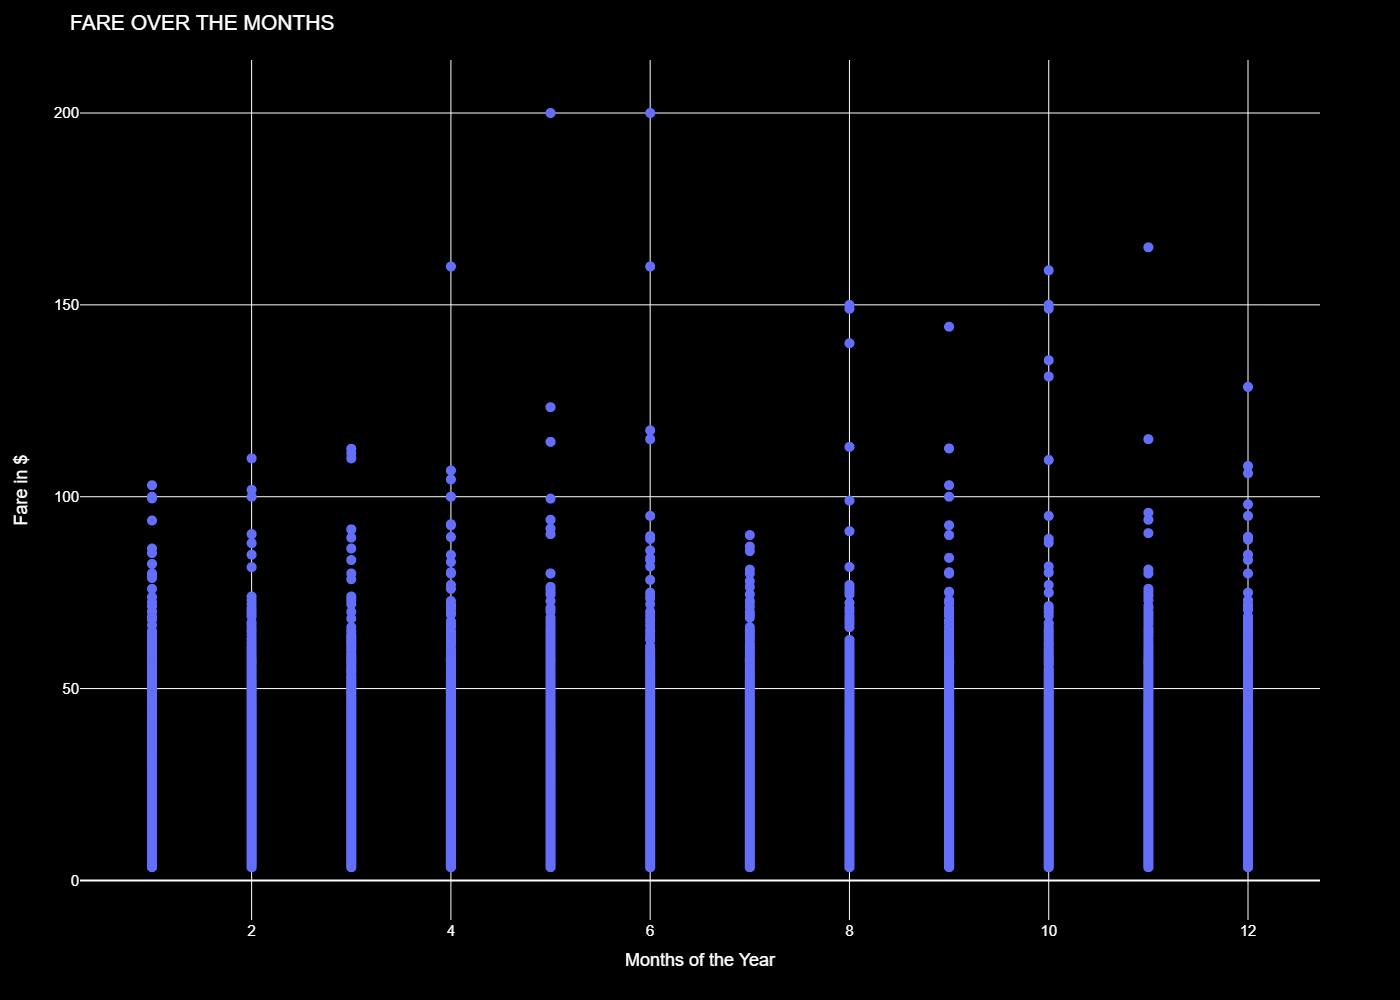 FARE OVER THE MONTHS
200
150
100
50
0
Fare in $
2 4 6 8 10 12
Months of the Year